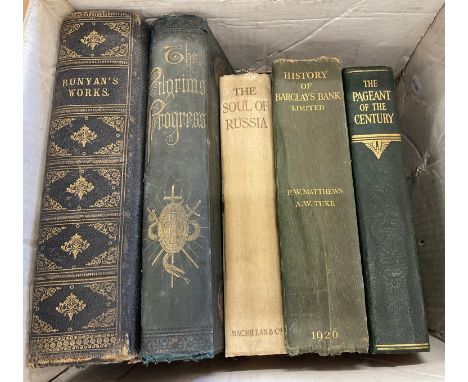 BUNYAN'S
WORKS.
The
Pilgrims
Progress
THE
SOUL OF
RUSSIA
MACMILLAN & Co
HISTORY OF
BARCLAYS BANK
LIMITED
P.W. MATTHEWS
A.W. TUKE
1926
THE
PAGEANT
OF THE
CENTURY